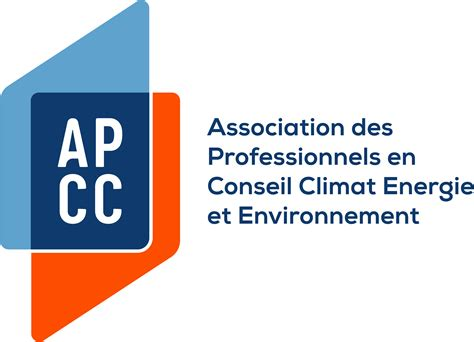 AP
CC
Association des
Professionnels en
Conseil Climat Energie
et Environnement